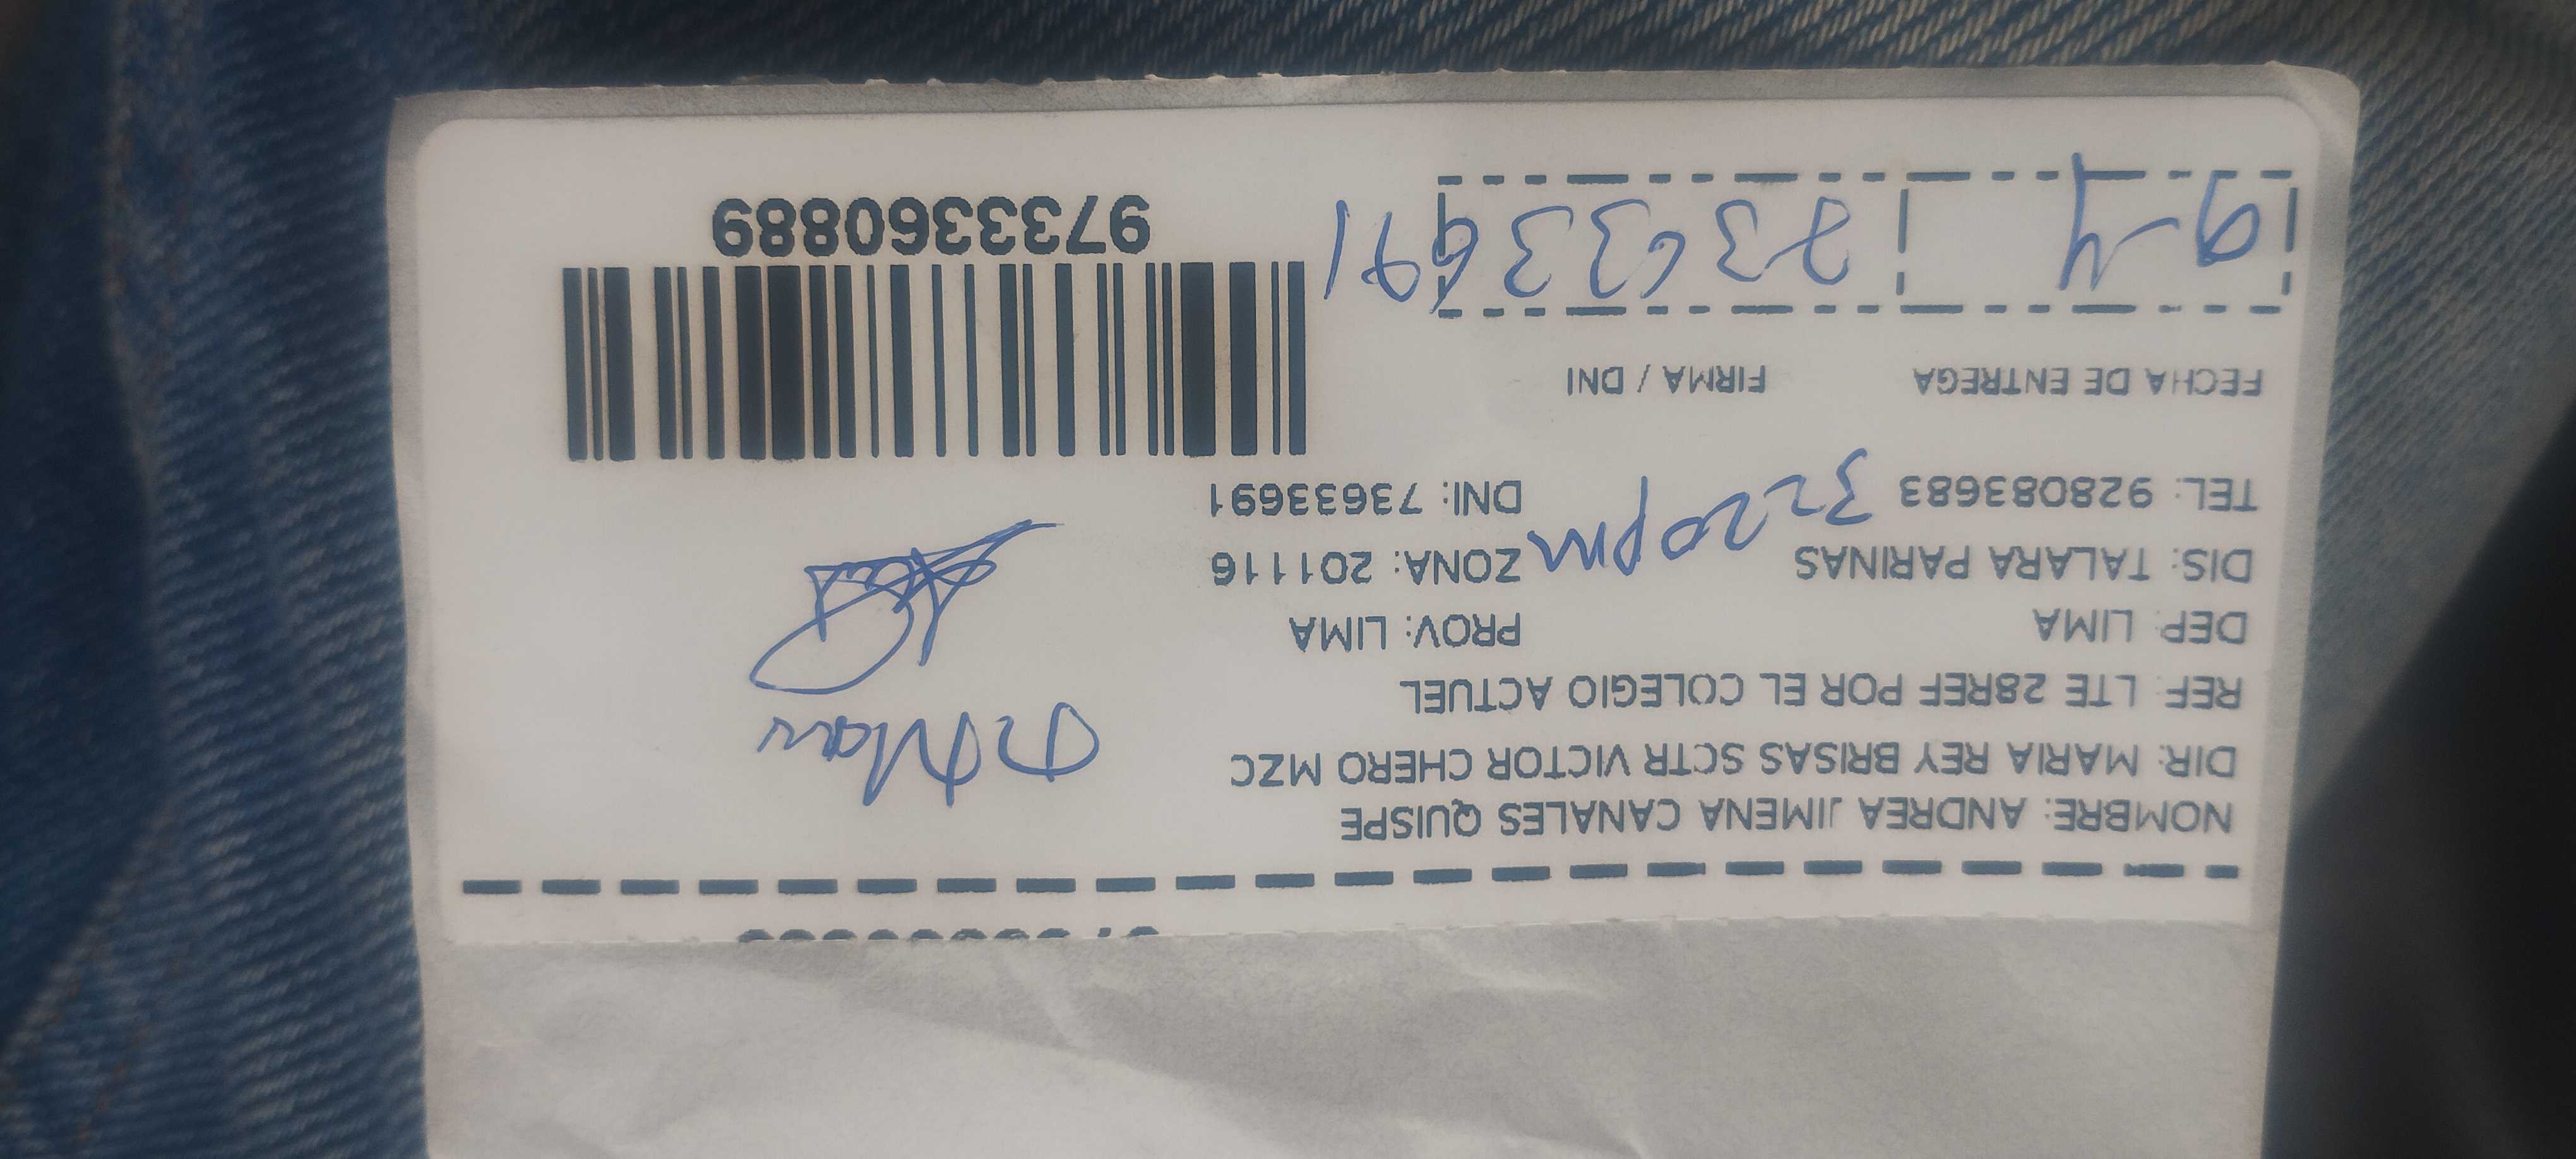 NOMBRE: ANDREA JIMENA CANALES QUISPE
DIR: MARIA REY BRISAS SCTR VICTOR CHERO MZC
REF: LTE 28REF POR EL COLEGIO ACTUEL
DEP: LIMA PROV: LIMA
DIS: TALARA PARINAS ZONA: 201116
3:20pm
TEL: 928083683 DNI: 73633691
FECHA DE ENTREGA FIRMA / DNI
9-4 73633691
9733360889